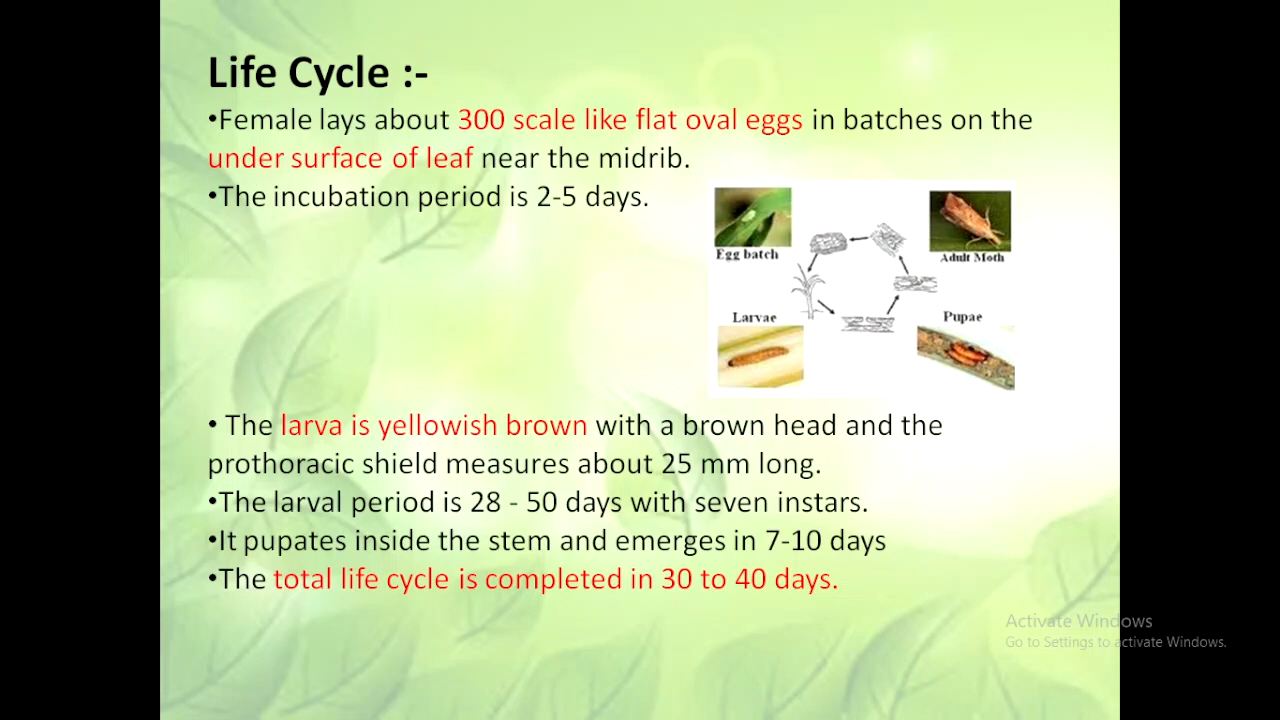 Life Cycle :-
•Female lays about 300 scale like flat oval eggs in batches on the
under surface of leaf near the midrib.
•The incubation period is 2-5 days.
Egg batch
Adult Moth
Larvae
Pupae
• The larva is yellowish brown with a brown head and the
prothoracic shield measures about 25 mm long.
•The larval period is 28 - 50 days with seven instars.
•It pupates inside the stem and emerges in 7-10 days
•The total life cycle is completed in 30 to 40 days.
Activate Windows
Go to Settings to activate Windows.